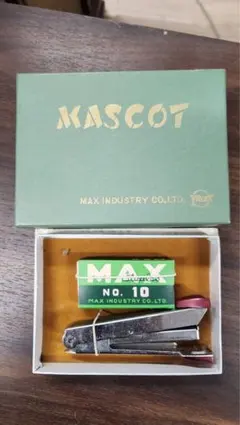 MASCOT
MAX INDUSTRY CO., LTD.
MAX
NO. 10
MAX INDUSTRY CO., LTD.